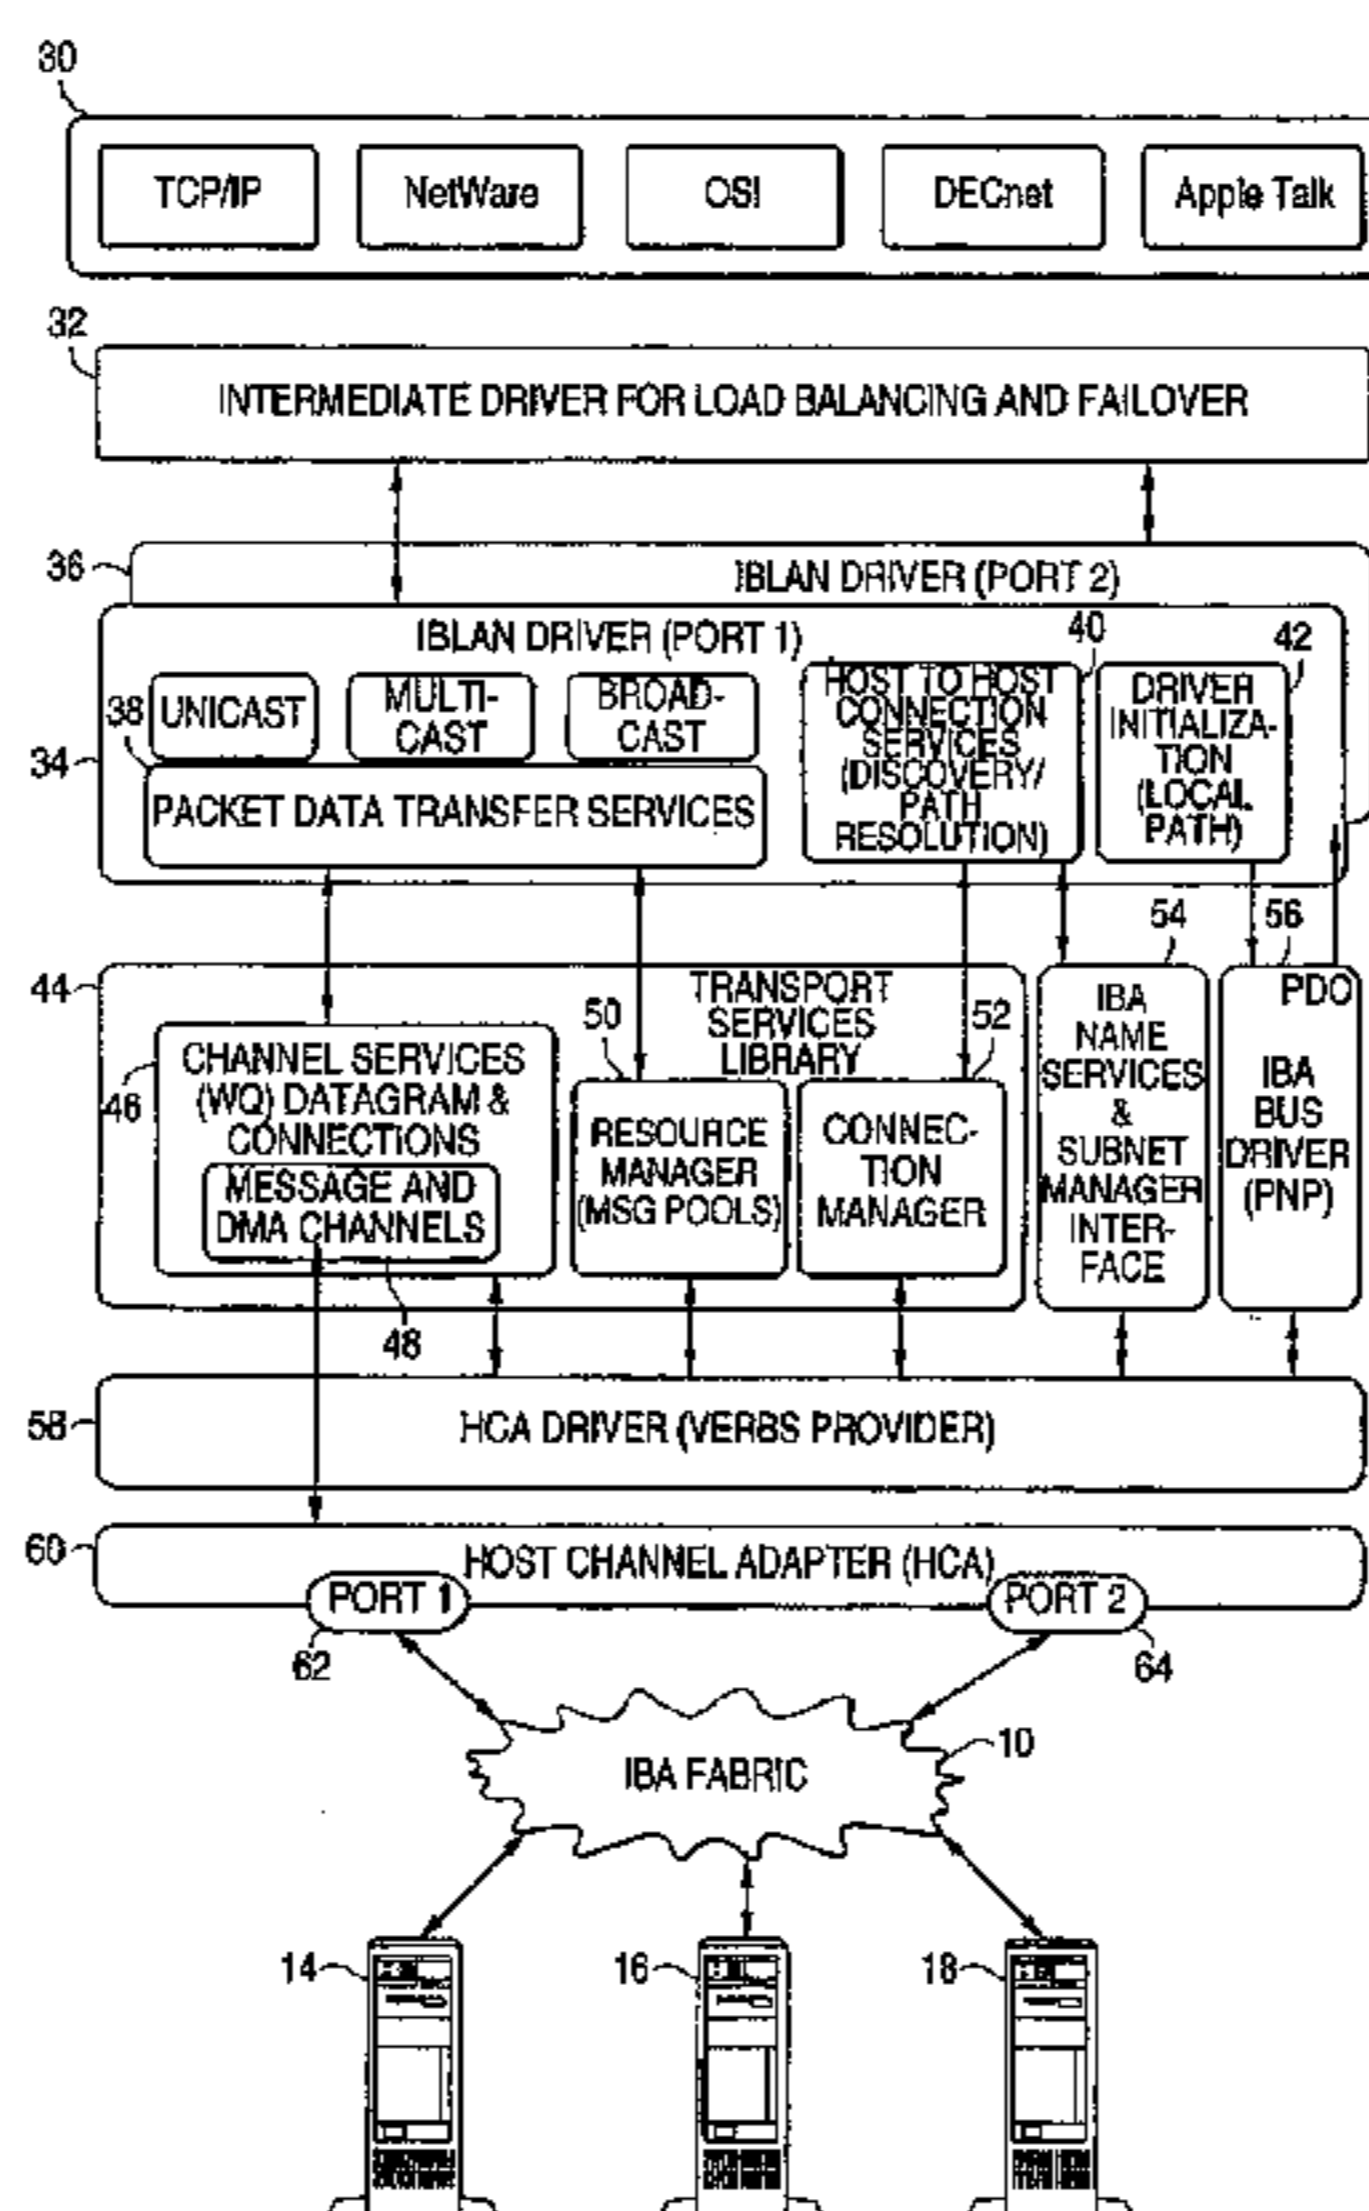 30
TCP/IP
NetWare
OSI
DECnet
Apple Talk
32
INTERMEDIATE DRIVER FOR LOAD BALANCING AND FAILOVER
36
IBLAN DRIVER (PORT 2)
IBLAN DRIVER (PORT 1)
40
42
38
UNICAST
MULTI-
CAST
BROAD-
CAST
34
PACKET DATA TRANSFER SERVICES
HOST TO HOST
CONNECTION
SERVICES
(DISCOVERY/
PATH
RESOLUTION)
DRIVER
INITIALIZA-
TION
(LOCAL
PATH)
54
56
44
TRANSPORT
SERVICES
LIBRARY
46
CHANNEL SERVICES
(WQ) DATAGRAM &
CONNECTIONS
MESSAGE AND
DMA CHANNELS
48
50
RESOURCE
MANAGER
(MSG POOLS)
52
CONNEC-
TION
MANAGER
IBA
NAME
SERVICES
&
SUBNET
MANAGER
INTER-
FACE
PDO
IBA
BUS
DRIVER
(PNP)
58
HCA DRIVER (VERBS PROVIDER)
60
HOST CHANNEL ADAPTER (HCA)
PORT 1
PORT 2
62
64
10
IBA FABRIC
14
16
18